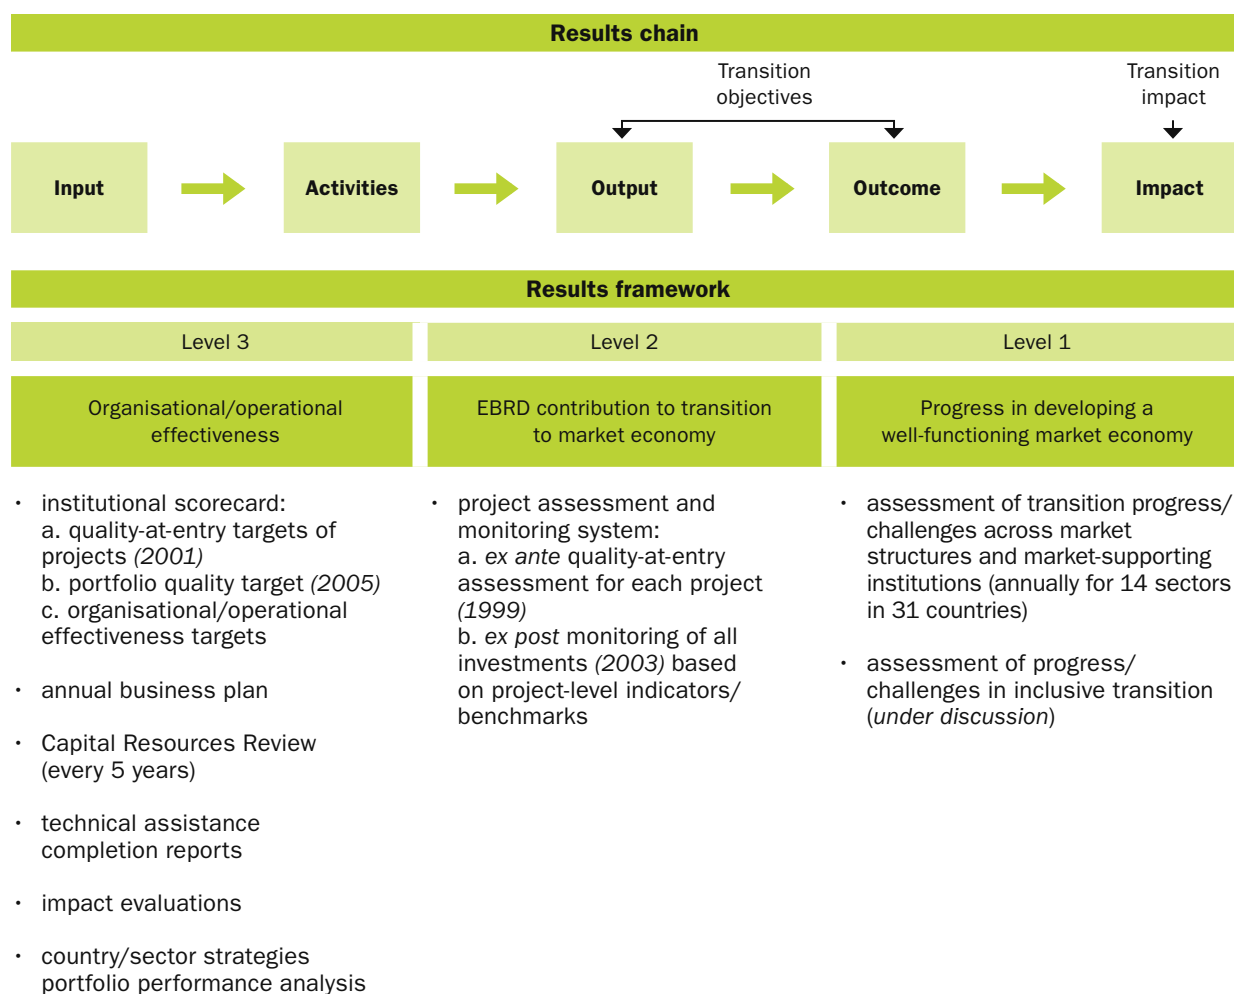 Results chain
Transition
objectives
Transition
impact
Input
Activities
Output
Outcome
Impact
Results framework
Level 3
Level 2
Level 1
Organisational/operational
effectiveness
EBRD contribution to transition
to market economy
Progress in developing a
well-functioning market economy
· institutional scorecard:
a. quality-at-entry targets of
projects (2001)
b. portfolio quality target (2005)
c. organisational/operational
effectiveness targets
· annual business plan
· Capital Resources Review
(every 5 years)
· technical assistance
completion reports
· impact evaluations
· country/sector strategies
portfolio performance analysis
· project assessment and
monitoring system:
a. ex ante quality-at-entry
assessment for each project
(1999)
b. ex post monitoring of all
investments (2003) based
on project-level indicators/
benchmarks
· assessment of transition progress/
challenges across market
structures and market-supporting
institutions (annually for 14 sectors
in 31 countries)
· assessment of progress/
challenges in inclusive transition
(under discussion)